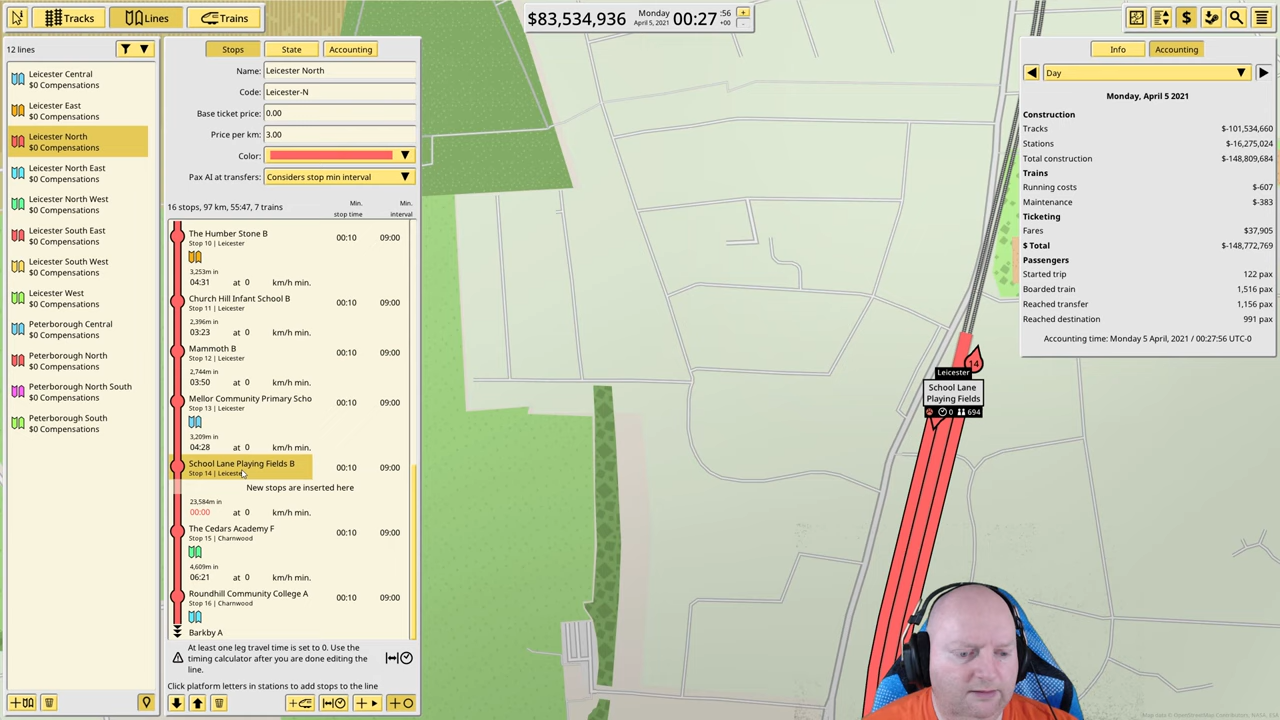 Tracks
Lines
Trains
$83,534,936
Monday
April 5, 2021
00:27
:56
+00
+
-
12 lines
Leicester Central
$0 Compensations
Leicester East
$0 Compensations
Leicester North
$0 Compensations
Leicester North East
$0 Compensations
Leicester North West
$0 Compensations
Leicester South East
$0 Compensations
Leicester South West
$0 Compensations
Leicester West
$0 Compensations
Peterborough Central
$0 Compensations
Peterborough North
$0 Compensations
Peterborough North South
$0 Compensations
Peterborough South
$0 Compensations
Stops
State
Accounting
Name: Leicester North
Code: Leicester-N
Base ticket price: 0.00
Price per km: 3.00
Color:
Pax AI at transfers: Considers stop min interval
16 stops, 97 km, 55:47, 7 trains
Min. stop time
Min. interval
The Humber Stone B 00:10 09:00
Stop 10 | Leicester
3,253m in
04:31 at 0 km/h min.
Church Hill Infant School B 00:10 09:00
Stop 11 | Leicester
2,396m in
03:23 at 0 km/h min.
Mammoth B 00:10 09:00
Stop 12 | Leicester
2,744m in
03:50 at 0 km/h min.
Mellor Community Primary Scho 00:10 09:00
Stop 13 | Leicester
3,209m in
04:28 at 0 km/h min.
School Lane Playing Fields B 00:10 09:00
Stop 14 | Leicester
New stops are inserted here
23,584m in
00:00 at 0 km/h min.
The Cedars Academy F 00:10 09:00
Stop 15 | Charnwood
4,609m in
06:21 at 0 km/h min.
Roundhill Community College A 00:10 09:00
Stop 16 | Charnwood
Barkby A
At least one leg travel time is set to 0. Use the
timing calculator after you are done editing the
line.
Click platform letters in stations to add stops to the line
14
Leicester
School Lane
Playing Fields
0 694
Info
Accounting
Day
Monday, April 5 2021
Construction
Tracks $-101,534,660
Stations $-16,275,024
Total construction $-148,809,684
Trains
Running costs $-607
Maintenance $-383
Ticketing
Fares $37,905
$ Total $-148,772,769
Passengers
Started trip 122 pax
Boarded train 1,516 pax
Reached transfer 1,156 pax
Reached destination 991 pax
Accounting time: Monday 5 April, 2021 / 00:27:56 UTC-0